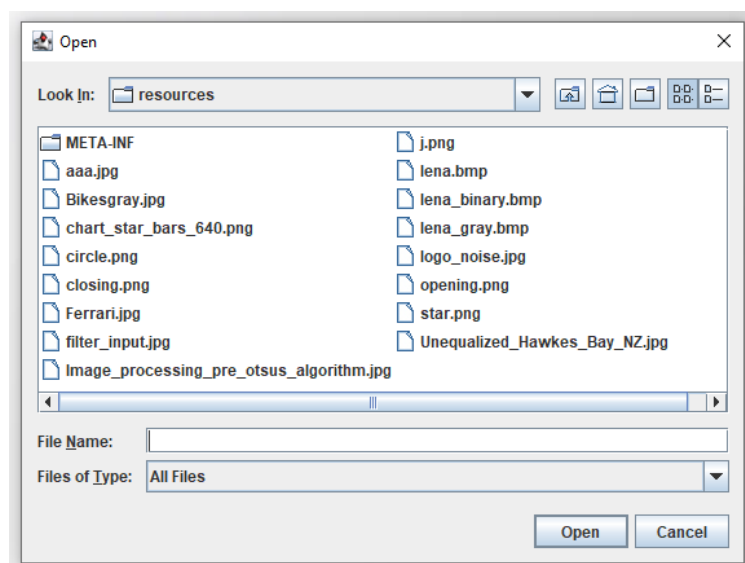 Open
Look In: resources
META-INF
aaa.jpg
Bikesgray.jpg
chart_star_bars_640.png
circle.png
closing.png
Ferrari.jpg
filter_input.jpg
Image_processing_pre_otsus_algorithm.jpg
j.png
lena.bmp
lena_binary.bmp
lena_gray.bmp
logo_noise.jpg
opening.png
star.png
Unequalized_Hawkes_Bay_NZ.jpg
File Name:
Files of Type: All Files
Open Cancel